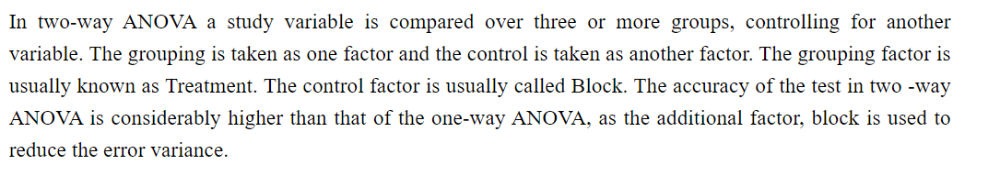 In two-way ANOVA a study variable is compared over three or more groups, controlling for another
variable. The grouping is taken as one factor and the control is taken as another factor. The grouping factor is
usually known as Treatment. The control factor is usually called Block. The accuracy of the test in two -way
ANOVA is considerably higher than that of the one-way ANOVA, as the additional factor, block is used to
reduce the error variance.